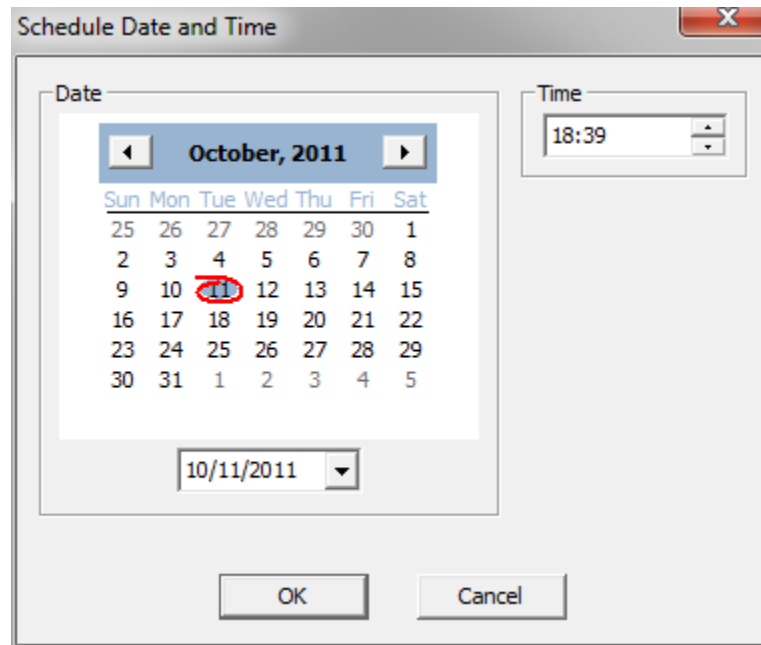 Schedule Date and Time
X
Date
Time
18:39
October, 2011
Sun Mon Tue Wed Thu Fri Sat
25 26 27 28 29 30 1
2 3 4 5 6 7 8
9 10 11 12 13 14 15
16 17 18 19 20 21 22
23 24 25 26 27 28 29
30 31 1 2 3 4 5
10/11/2011
OK Cancel